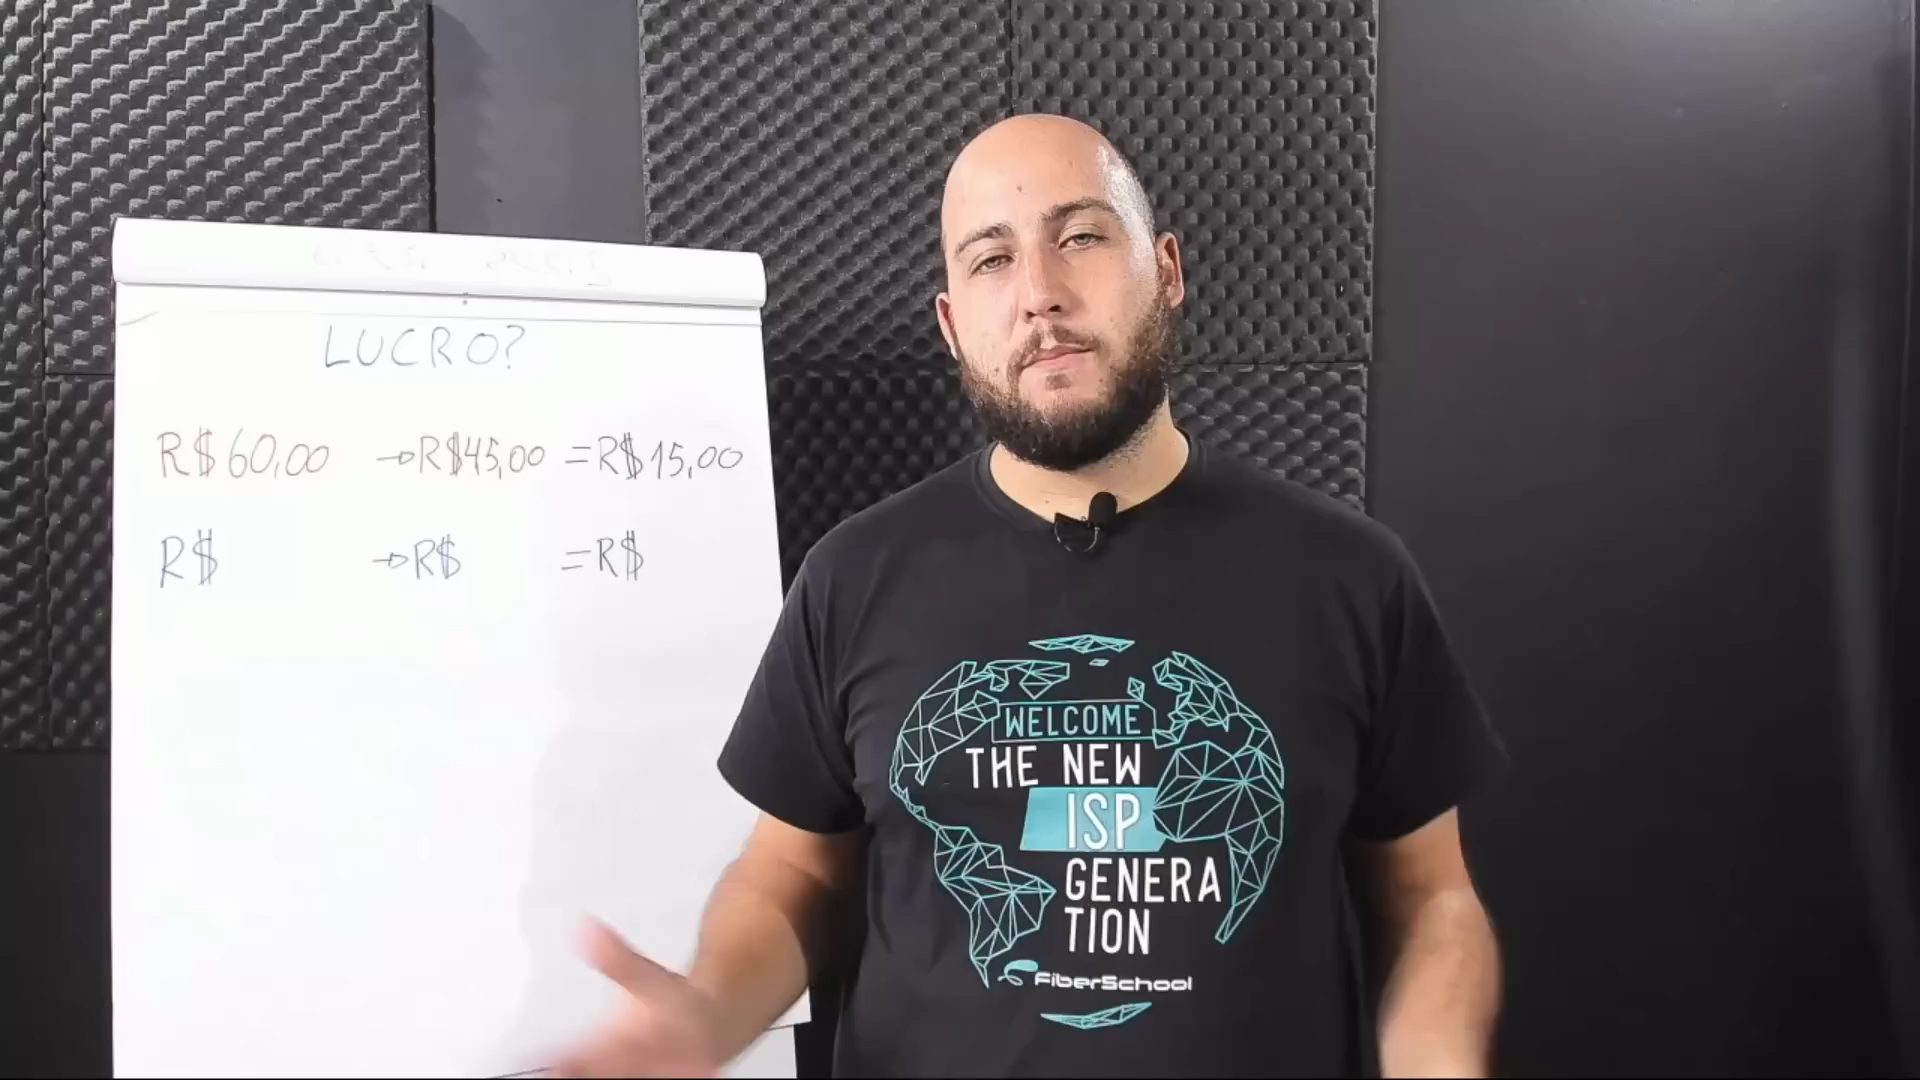 LUCRO?
R$ 60,00 → R$45,00 = R$ 15,00
R$ → R$ = R$
WELCOME
THE NEW
ISP
GENERA
TION
FiberSchool